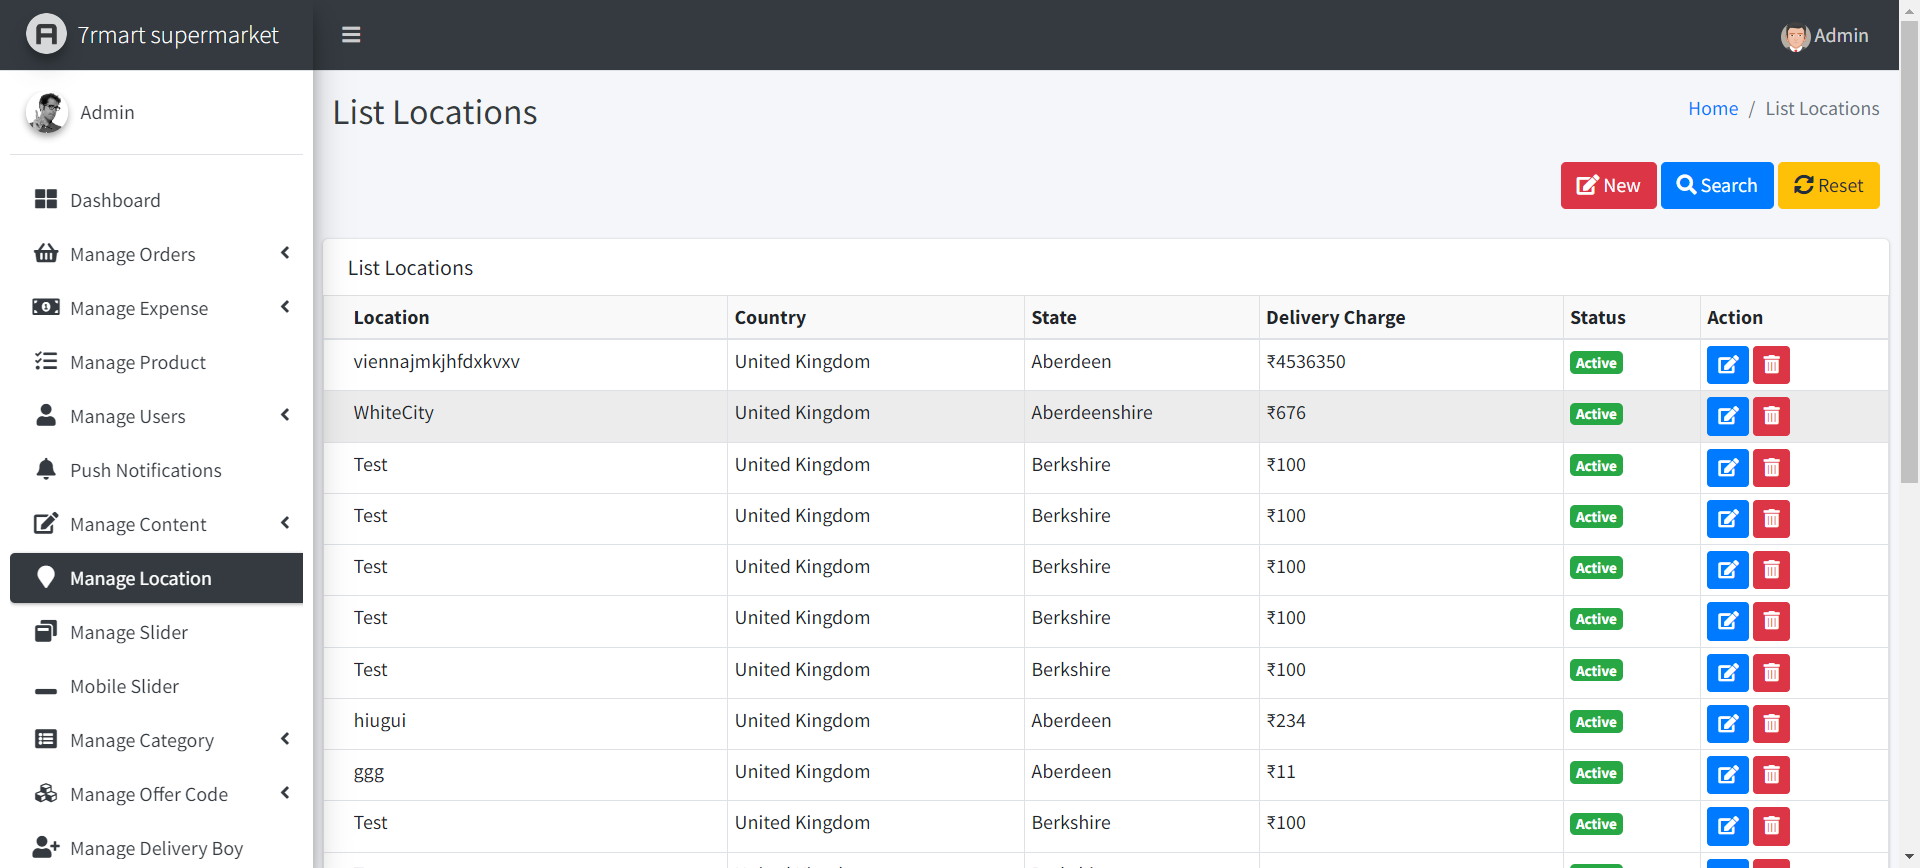 7rmart supermarket
Admin
Admin
List Locations
Home / List Locations
New Search Reset
Dashboard
Manage Orders
Manage Expense
Manage Product
Manage Users
Push Notifications
Manage Content
Manage Location
Manage Slider
Mobile Slider
Manage Category
Manage Offer Code
Manage Delivery Boy
List Locations
Location Country State Delivery Charge Status Action
viennajmkjhfdxkvxv United Kingdom Aberdeen ₹4536350 Active
WhiteCity United Kingdom Aberdeenshire ₹676 Active
Test United Kingdom Berkshire ₹100 Active
Test United Kingdom Berkshire ₹100 Active
Test United Kingdom Berkshire ₹100 Active
Test United Kingdom Berkshire ₹100 Active
Test United Kingdom Berkshire ₹100 Active
hiugui United Kingdom Aberdeen ₹234 Active
ggg United Kingdom Aberdeen ₹11 Active
Test United Kingdom Berkshire ₹100 Active